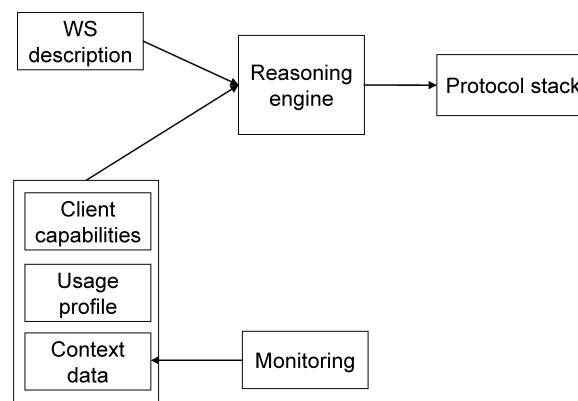 WS
description
Reasoning
engine
Protocol stack
Client
capabilities
Usage
profile
Context
data
Monitoring